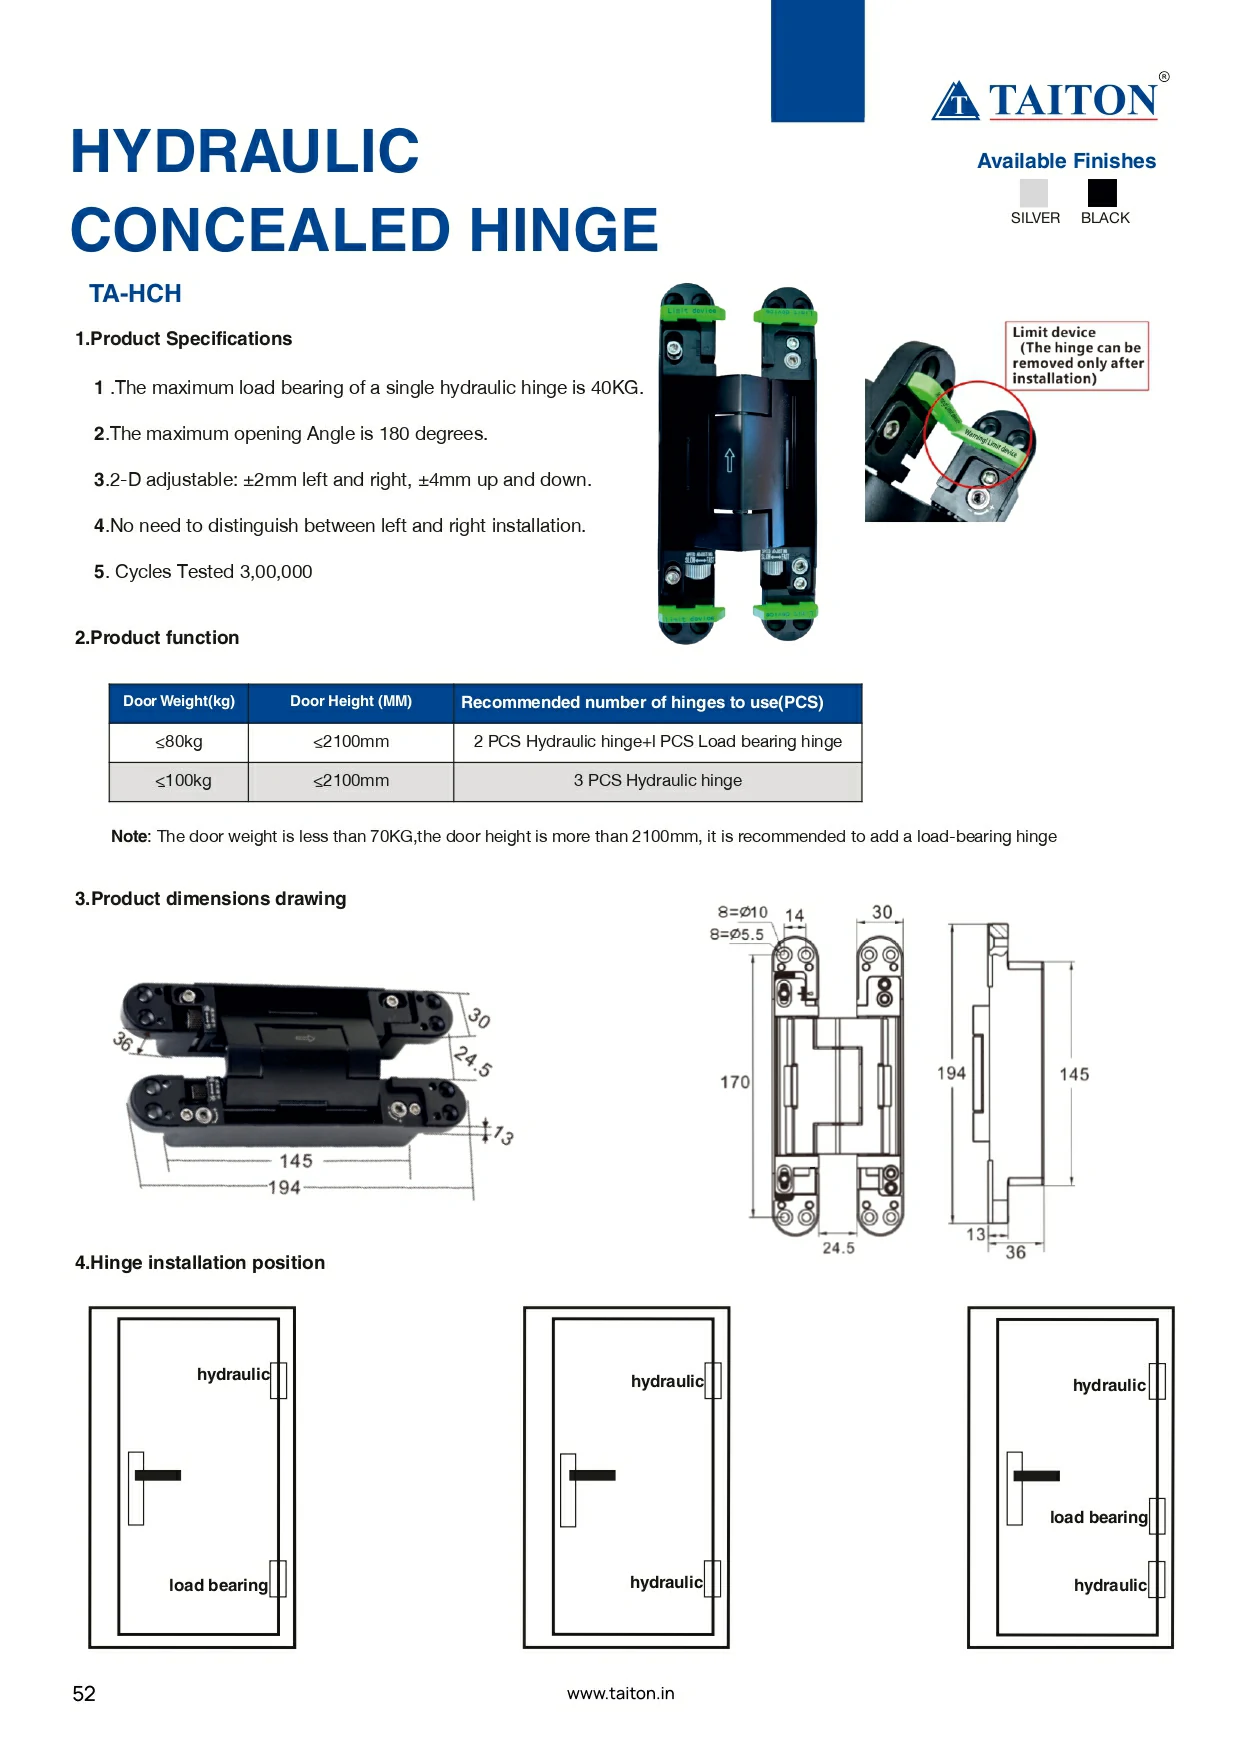 TAITON®
HYDRAULIC
CONCEALED HINGE
Available Finishes
SILVER BLACK
TA-HCH
1.Product Specifications
1 .The maximum load bearing of a single hydraulic hinge is 40KG.
2.The maximum opening Angle is 180 degrees.
3.2-D adjustable: ±2mm left and right, ±4mm up and down.
4.No need to distinguish between left and right installation.
5. Cycles Tested 3,00,000
Limit device
Limit device
(The hinge can be
removed only after
installation)
Warning! Limit device
Limit device
2.Product function
Door Weight(kg) Door Height (MM) Recommended number of hinges to use(PCS)
≤80kg ≤2100mm 2 PCS Hydraulic hinge+l PCS Load bearing hinge
≤100kg ≤2100mm 3 PCS Hydraulic hinge
Note: The door weight is less than 70KG,the door height is more than 2100mm, it is recommended to add a load-bearing hinge
3.Product dimensions drawing
36
30
24.5
13
145
194
8=Ø10 14 30
8=Ø5.5
170
24.5
194
145
13
36
4.Hinge installation position
hydraulic
load bearing
hydraulic
hydraulic
hydraulic
load bearing
hydraulic
52
www.taiton.in